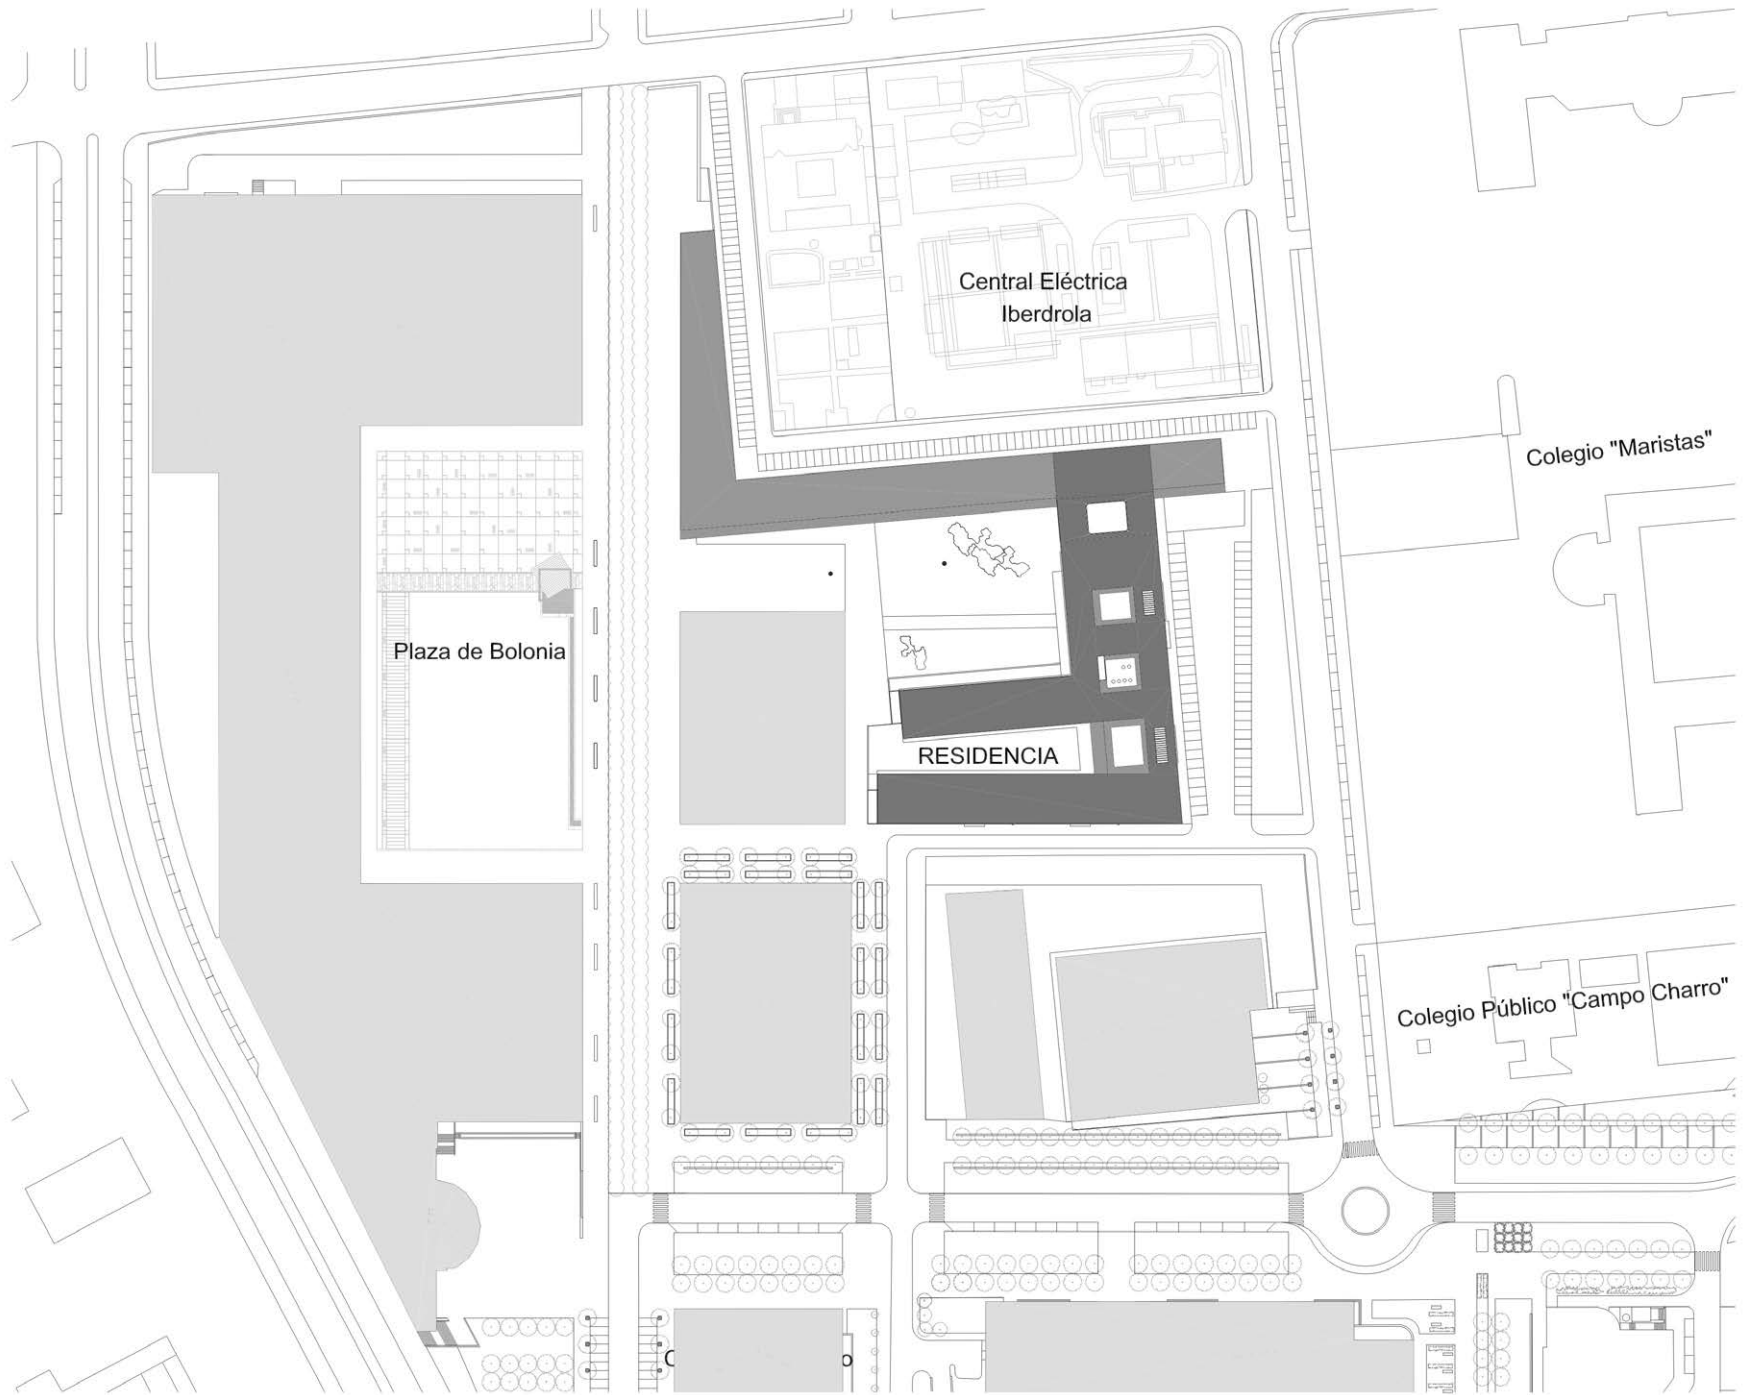 Central Eléctrica
Iberdrola
Colegio "Maristas"
Plaza de Bolonia
RESIDENCIA
Colegio Público "Campo Charro"